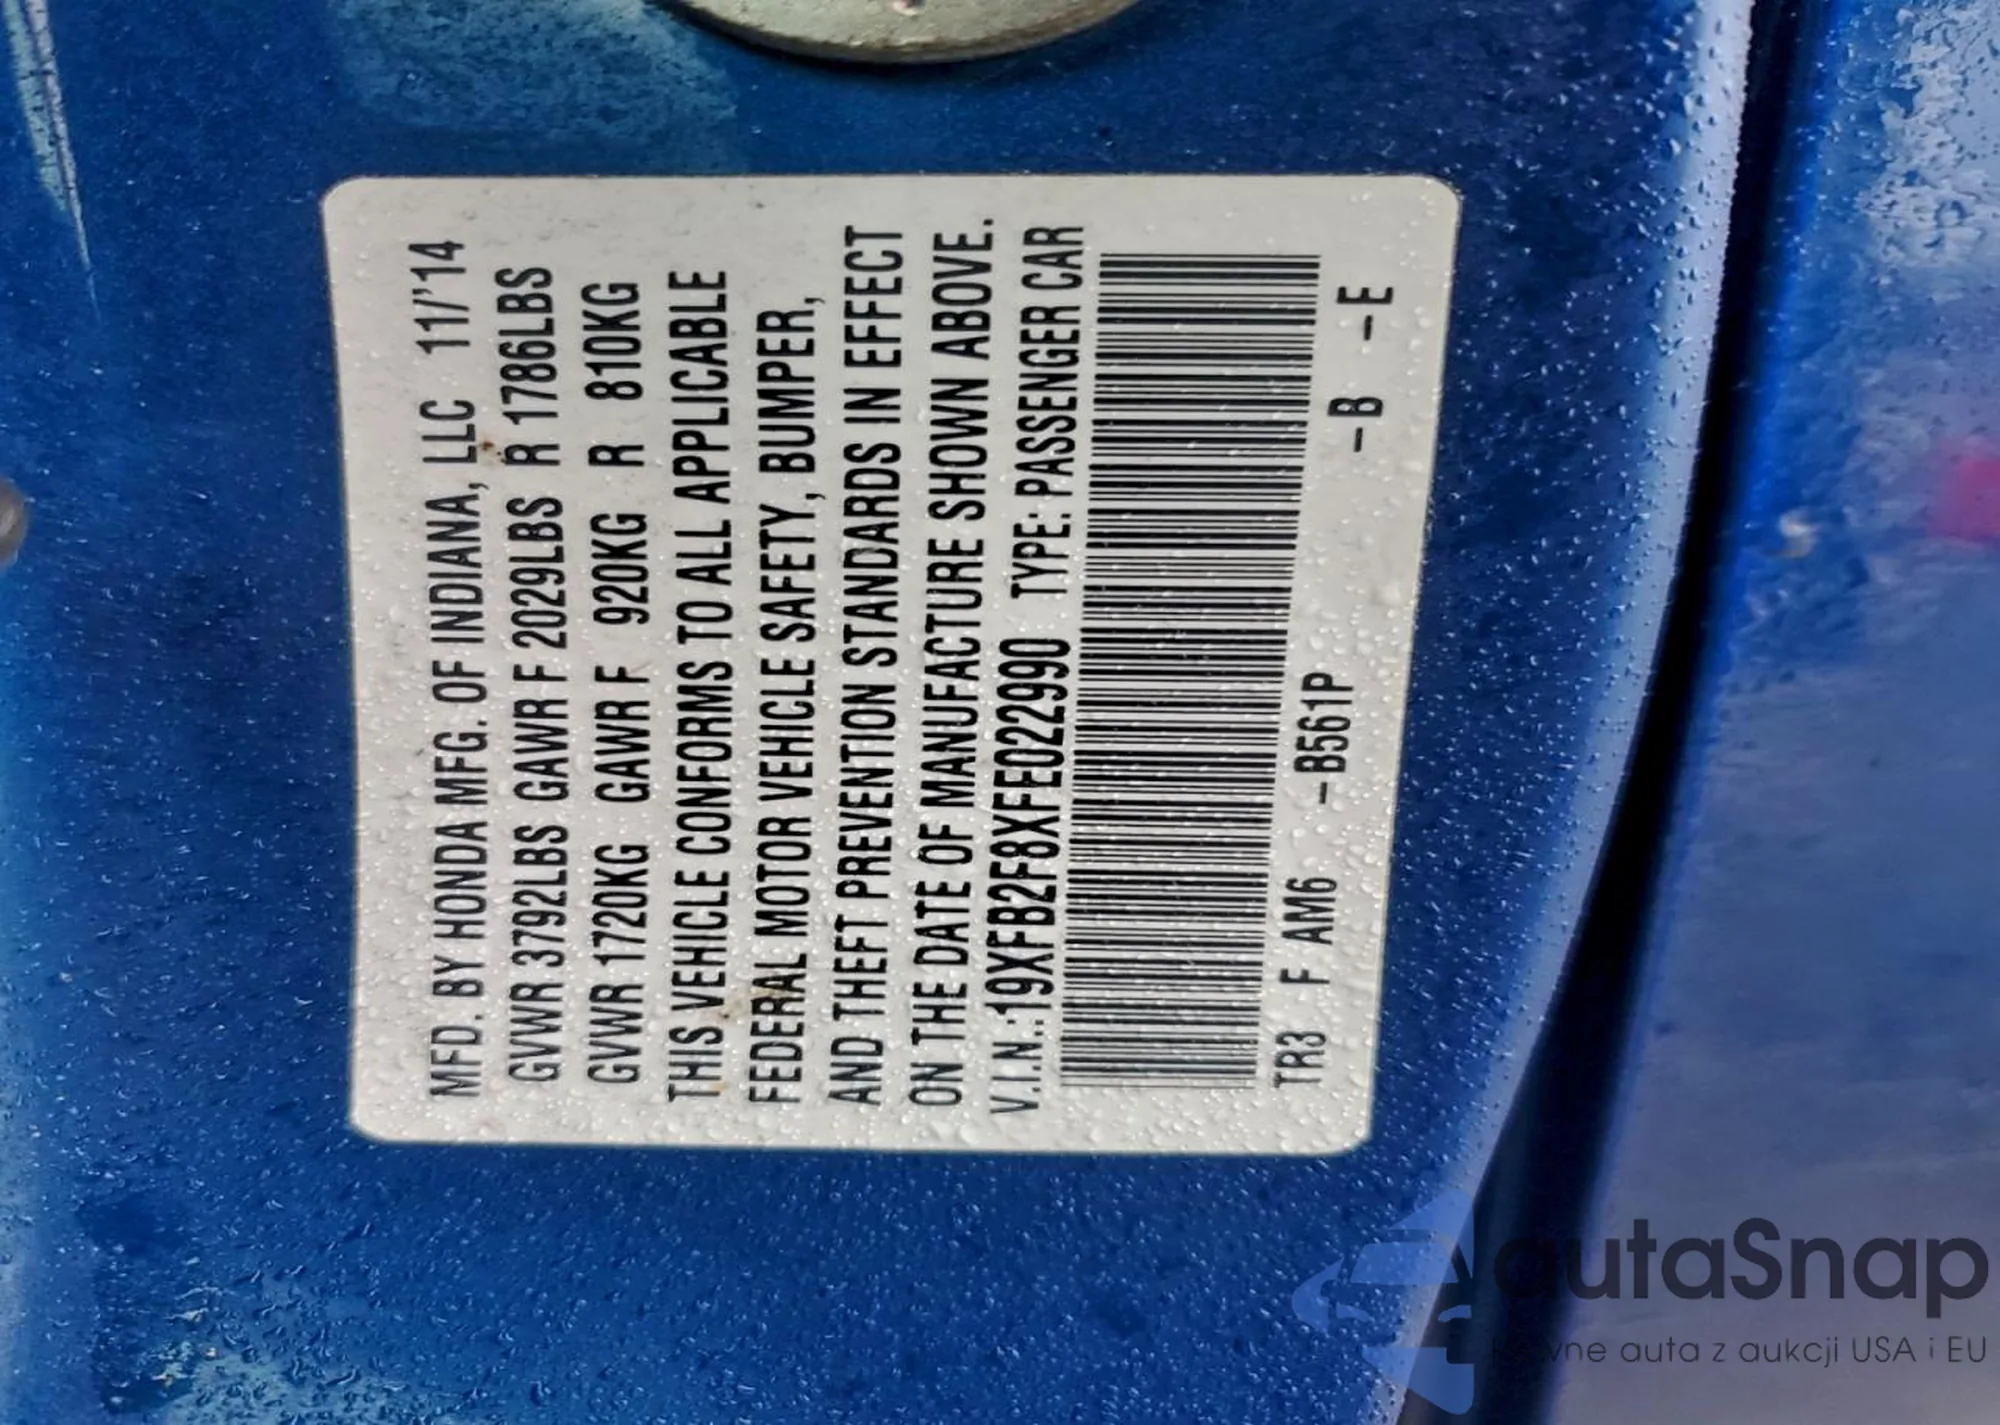 MFD. BY HONDA MFG. OF INDIANA, LLC 11/'14
GVWR 3792LBS GAWR F 2029LBS R 1786LBS
GVWR 1720KG GAWR F 920KG R 810KG
THIS VEHICLE CONFORMS TO ALL APPLICABLE
FEDERAL MOTOR VEHICLE SAFETY, BUMPER,
AND THEFT PREVENTION STANDARDS IN EFFECT
ON THE DATE OF MANUFACTURE SHOWN ABOVE.
V.I.N.:19XFB2F8XFE022990 TYPE: PASSENGER CAR
TR3 F AM6 -B561P -B -E
autaSnap
auta z aukcji USA i EU